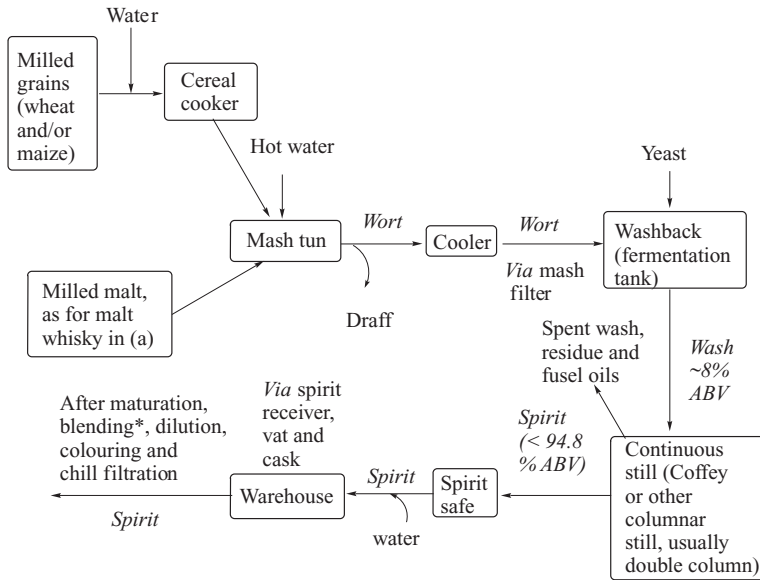 Water
Milled
grains
(wheat
and/or
maize)
Cereal
cooker
Hot water
Yeast
Mash tun
Wort
Cooler
Wort
Via mash
filter
Washback
(fermentation
tank)
Milled malt,
as for malt
whisky in (a)
Draff
Spent wash,
residue and
fusel oils
Wash
~8%
ABV
After maturation,
blending*, dilution,
colouring and
chill filtration
Spirit
Via spirit
receiver,
vat and
cask
Warehouse
Spirit
water
Spirit
safe
Spirit
(< 94.8
% ABV)
Continuous
still (Coffey
or other
columnar
still, usually
double column)